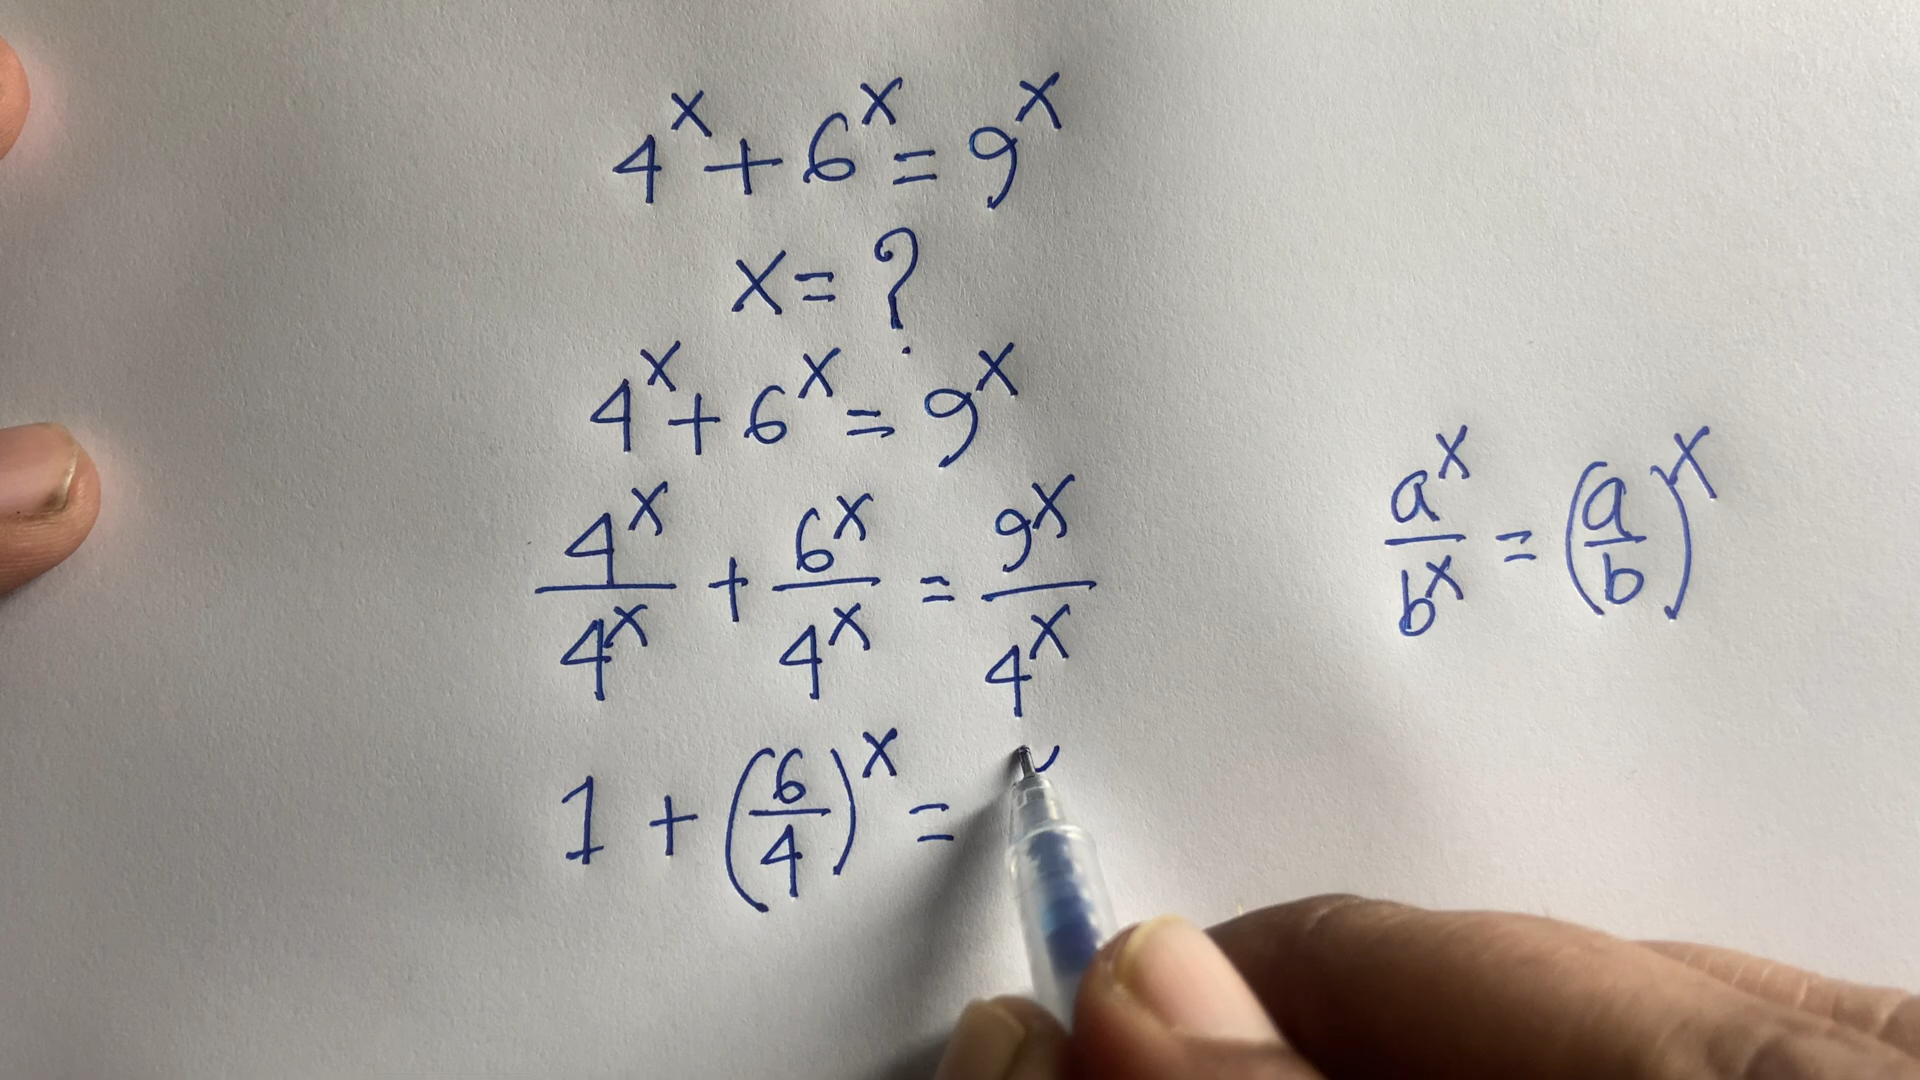 4^x + 6^x = 9^x
x = ?
4^x + 6^x = 9^x
4^x/4^x + 6^x/4^x = 9^x/4^x
1 + (6/4)^x =
a^x/b^x = (a/b)^x